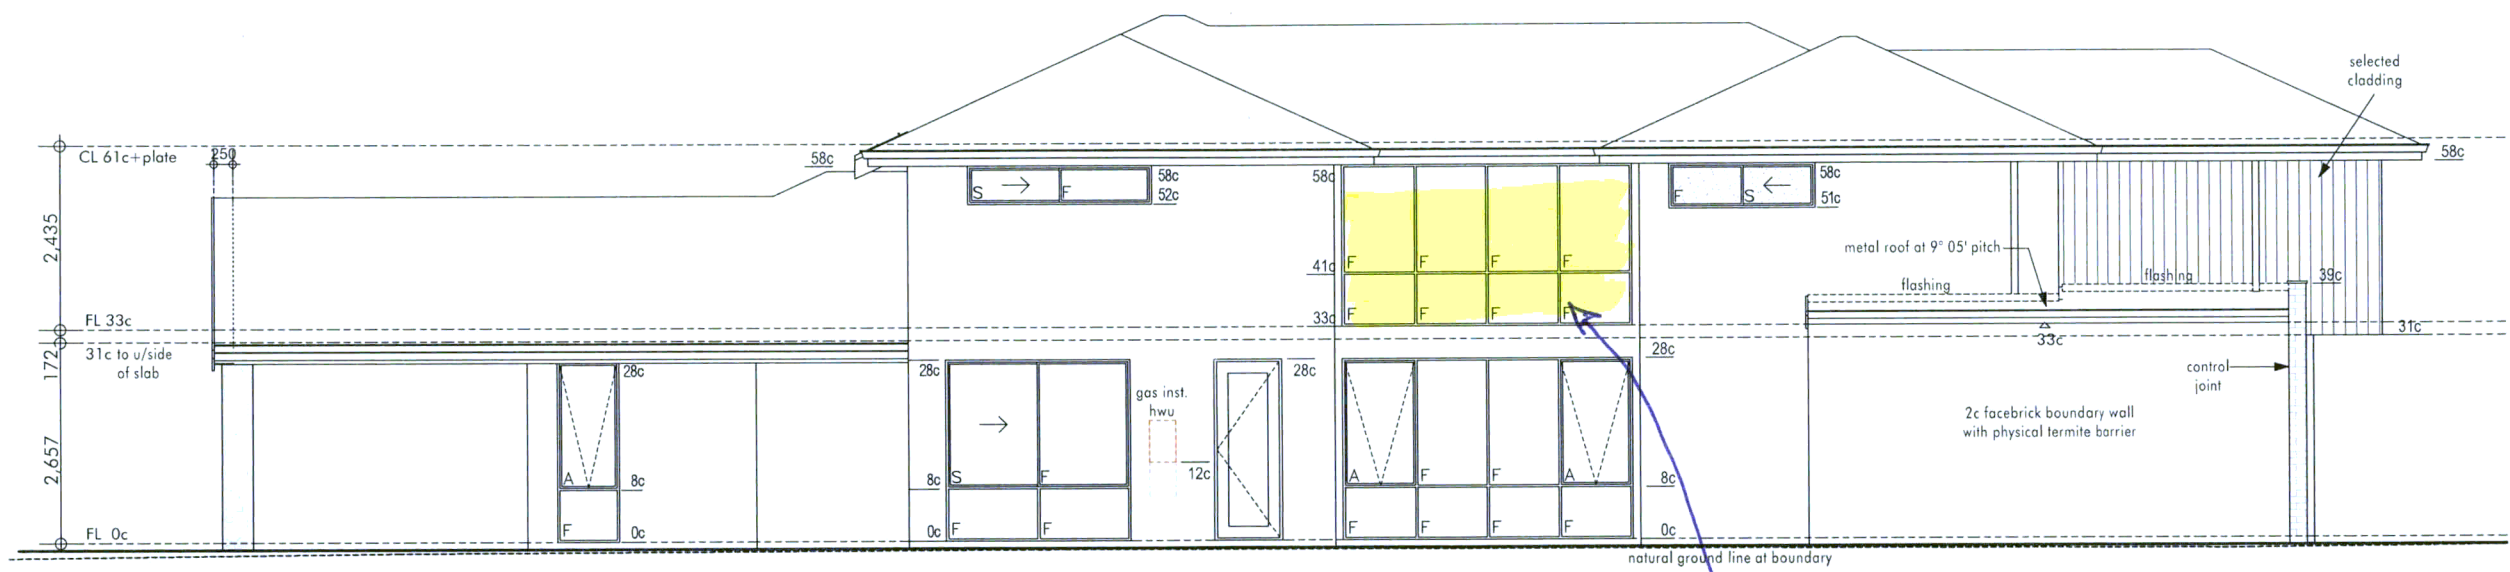 selected
cladding
CL 61c+plate
250
58c
58c
58c
52c
58c
58c
51c
S
F
F
S
2,435
41c
F
F
F
F
metal roof at 9° 05' pitch
flashing
flashing
39c
FL 33c
33c
F
F
F
F
31c
33c
172
31c to u/side
of slab
28c
28c
28c
28c
control
joint
gas inst.
hwu
2c facebrick boundary wall
with physical termite barrier
2,657
12c
A
8c
8c
S
F
A
F
F
A
8c
FL 0c
F
0c
0c
F
F
F
F
F
F
0c
natural ground line at boundary